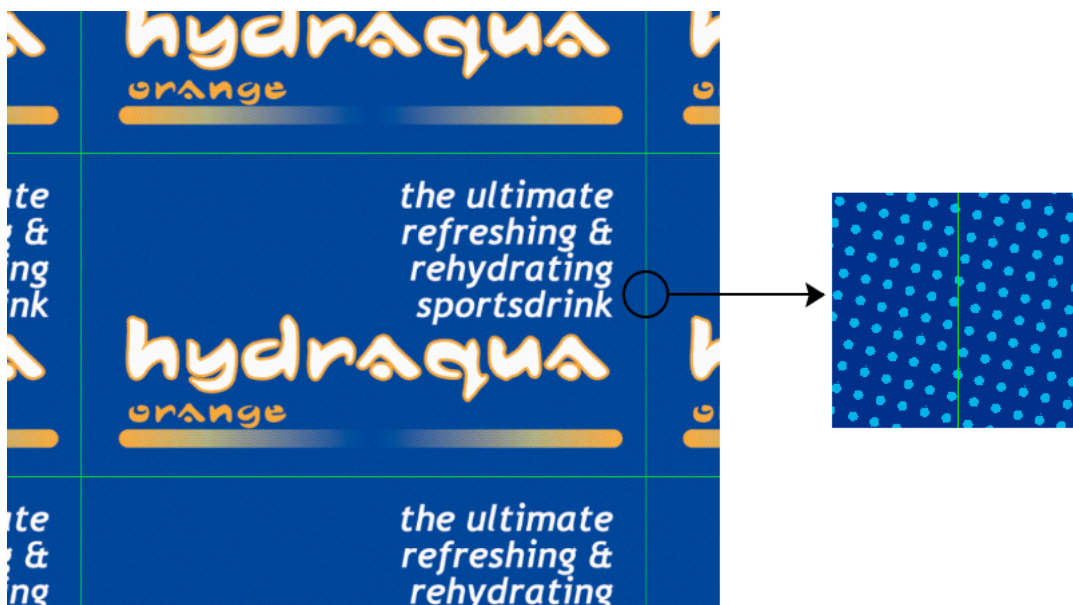 hydraqua
orange
the ultimate
refreshing &
rehydrating
sportsdrink
hydraqua
orange
the ultimate
refreshing &
rehydrating